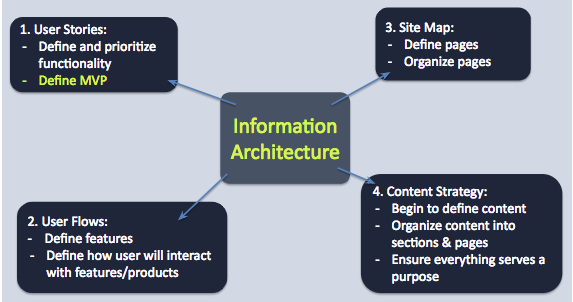 1. User Stories:
- Define and prioritize
functionality
- Define MVP
2. User Flows:
- Define features
- Define how user will interact
with features/products
Information
Architecture
3. Site Map:
- Define pages
- Organize pages
4. Content Strategy:
- Begin to define content
- Organize content into
sections & pages
- Ensure everything serves a
purpose